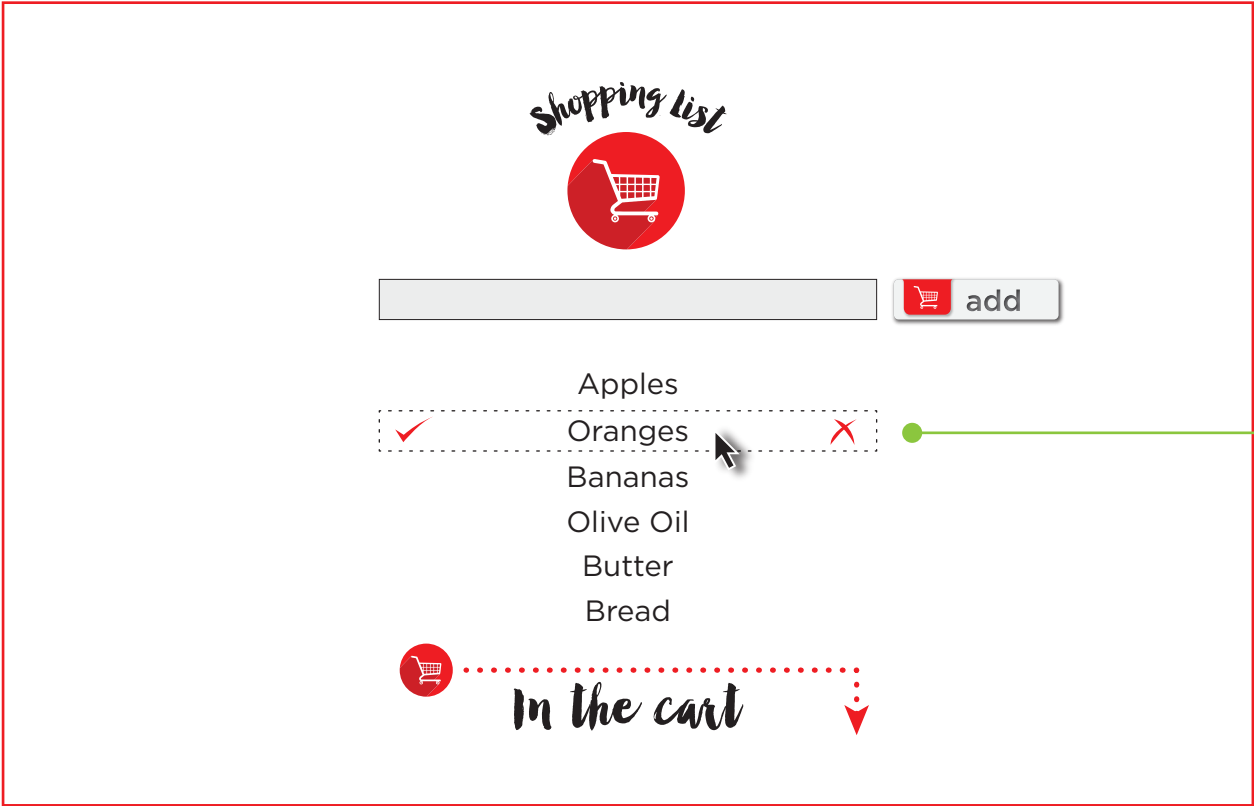 Shopping List
add
Apples
Oranges
Bananas
Olive Oil
Butter
Bread
In the cart